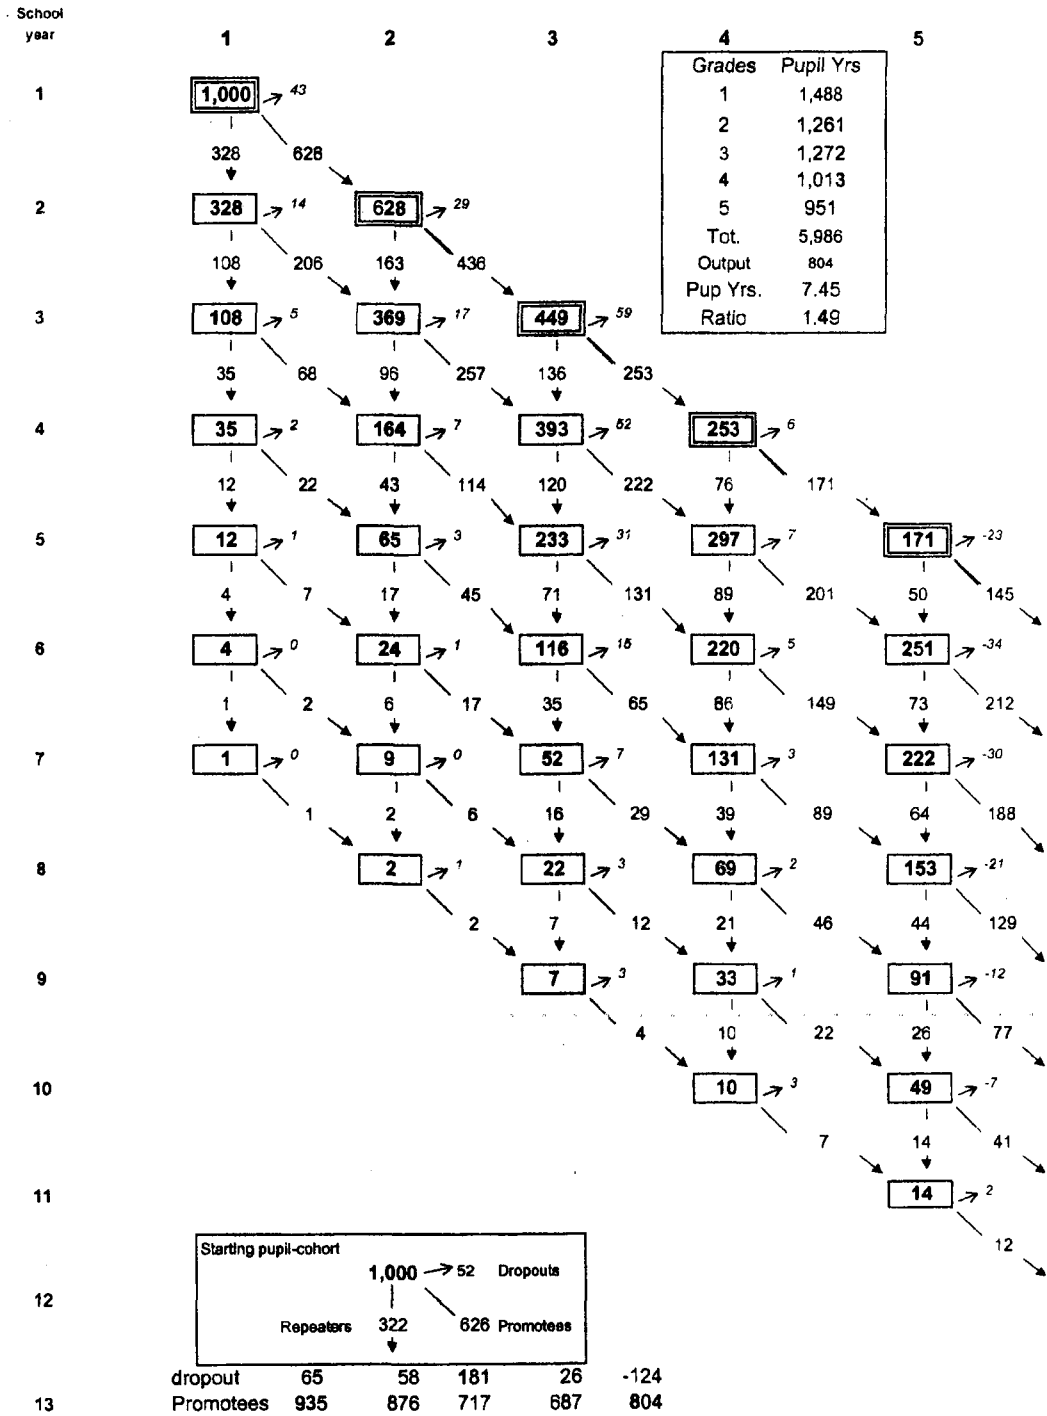 School
year 1 2 3 4 5
Grades Pupil Yrs
1 1,000 43 1 1,488
2 1,261
328 628 3 1,272
4 1,013
2 328 14 628 29 5 951
Tot. 5,986
108 206 163 436 Output 804
Pup Yrs. 7.45
3 108 5 369 17 449 59 Ratio 1.49
35 68 96 257 136 253
4 35 2 164 7 393 52 253 6
12 22 43 114 120 222 76 171
5 12 1 65 3 233 31 297 7 171 -23
4 7 17 45 71 131 89 201 50 145
6 4 0 24 1 116 15 220 5 251 -34
1 2 6 17 35 65 86 149 73 212
7 1 0 9 0 52 7 131 3 222 -30
1 2 6 16 29 39 89 64 188
8 2 1 22 3 69 2 153 -21
2 7 12 21 46 44 129
9 7 3 33 1 91 -12
4 10 22 26 77
10 10 3 49 -7
7 14 41
11 14 2
12
Starting pupil-cohort
1,000 52 Dropouts
12
Repeaters 322 626 Promotees
dropout 65 58 181 26 -124
13 Promotees 935 876 717 687 804